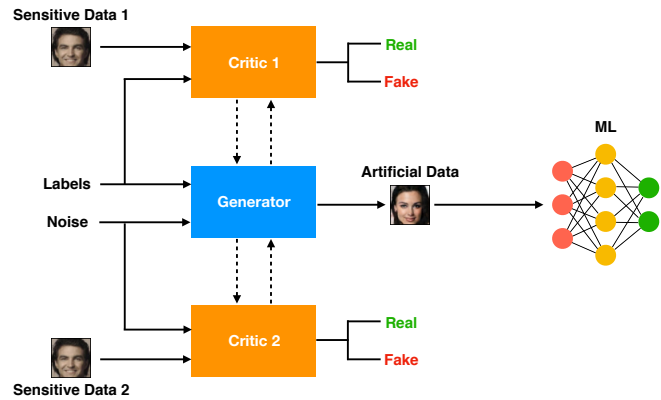 Sensitive Data 1
Critic 1
Real
Fake
ML
Labels
Generator
Artificial Data
Noise
Critic 2
Real
Fake
Sensitive Data 2